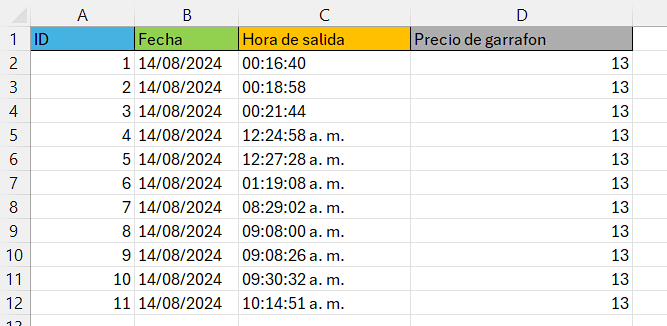 A B C D
1 ID Fecha Hora de salida Precio de garrafon
2 1 14/08/2024 00:16:40 13
3 2 14/08/2024 00:18:58 13
4 3 14/08/2024 00:21:44 13
5 4 14/08/2024 12:24:58 a. m. 13
6 5 14/08/2024 12:27:28 a. m. 13
7 6 14/08/2024 01:19:08 a. m. 13
8 7 14/08/2024 08:29:02 a. m. 13
9 8 14/08/2024 09:08:00 a. m. 13
10 9 14/08/2024 09:08:26 a. m. 13
11 10 14/08/2024 09:30:32 a. m. 13
12 11 14/08/2024 10:14:51 a. m. 13